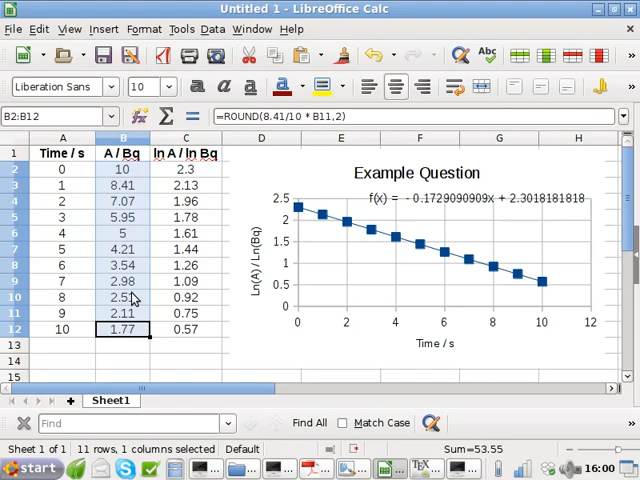 Untitled 1 - LibreOffice Calc
File Edit View Insert Format Tools Data Window Help
Liberation Sans 10
B2:B12 =ROUND(8.41/10 * B11,2)
A B C D E F G H
1 Time / s A / Bq ln A / ln Bq
2 0 10 2.3
3 1 8.41 2.13
4 2 7.07 1.96
5 3 5.95 1.78
6 4 5 1.61
7 5 4.21 1.44
8 6 3.54 1.26
9 7 2.98 1.09
10 8 2.51 0.92
11 9 2.11 0.75
12 10 1.77 0.57
13
14
15
Example Question
f(x) = - 0.1729090909x + 2.3018181818
Ln(A) / Ln(Bq)
2.5
2
1.5
1
0.5
0
0 2 4 6 8 10 12
Time / s
Sheet1
Find Find All Match Case
Sheet 1 of 1 11 rows, 1 columns selected Default Sum=53.55
start 16:00